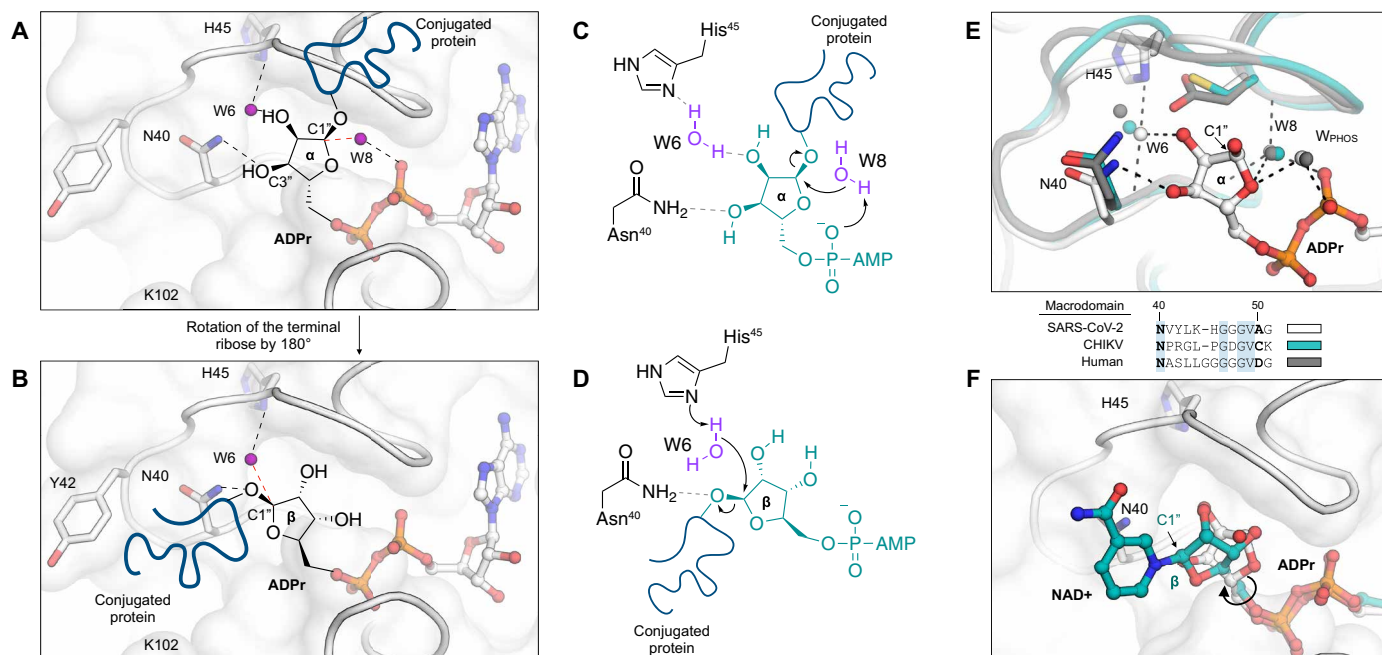 A
H45
Conjugated
protein
W6
HO
O
C1"
N40
α
O
W8
HO
C3"
ADPr
K102
Rotation of the terminal
ribose by 180°
B
H45
W6
Y42
N40
O
OH
C1"
β
OH
O
ADPr
Conjugated
protein
K102
C
His45
Conjugated
protein
HN
N
H
W6
O
H
H
O
O
W8
H
O
H
O
α
O
NH2
O
H
Asn40
−O
O
P
AMP
O
D
His45
HN
N
H
W6
H
O
H
O
H
O
O
NH2
O
β
O
Asn40
−O
O
P
AMP
O
Conjugated
protein
E
H45
W6
C1"
W8
WPHOS
N40
α
ADPr
Macrodomain 40 50
SARS-CoV-2 NVYLK-HGGGVAG
CHIKV NPRGL-PGDGVCK
Human NASLLGGGGGVDG
F
H45
N40
C1"
β
ADPr
NAD+